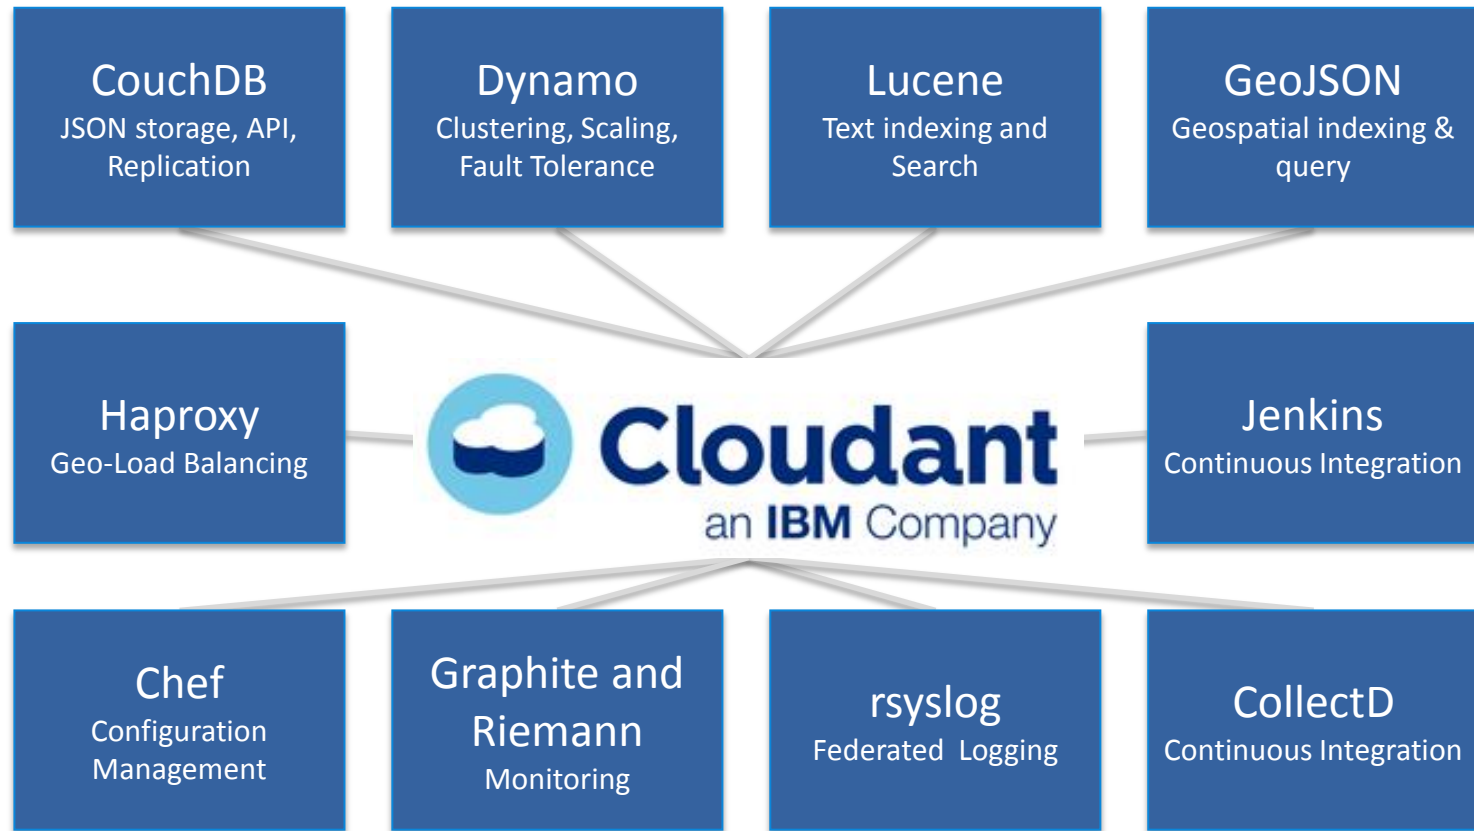 CouchDB
JSON storage, API,
Replication
Dynamo
Clustering, Scaling,
Fault Tolerance
Lucene
Text indexing and
Search
GeoJSON
Geospatial indexing &
query
Haproxy
Geo-Load Balancing
Cloudant
an IBM Company
Jenkins
Continuous Integration
Chef
Configuration
Management
Graphite and
Riemann
Monitoring
rsyslog
Federated  Logging
CollectD
Continuous Integration